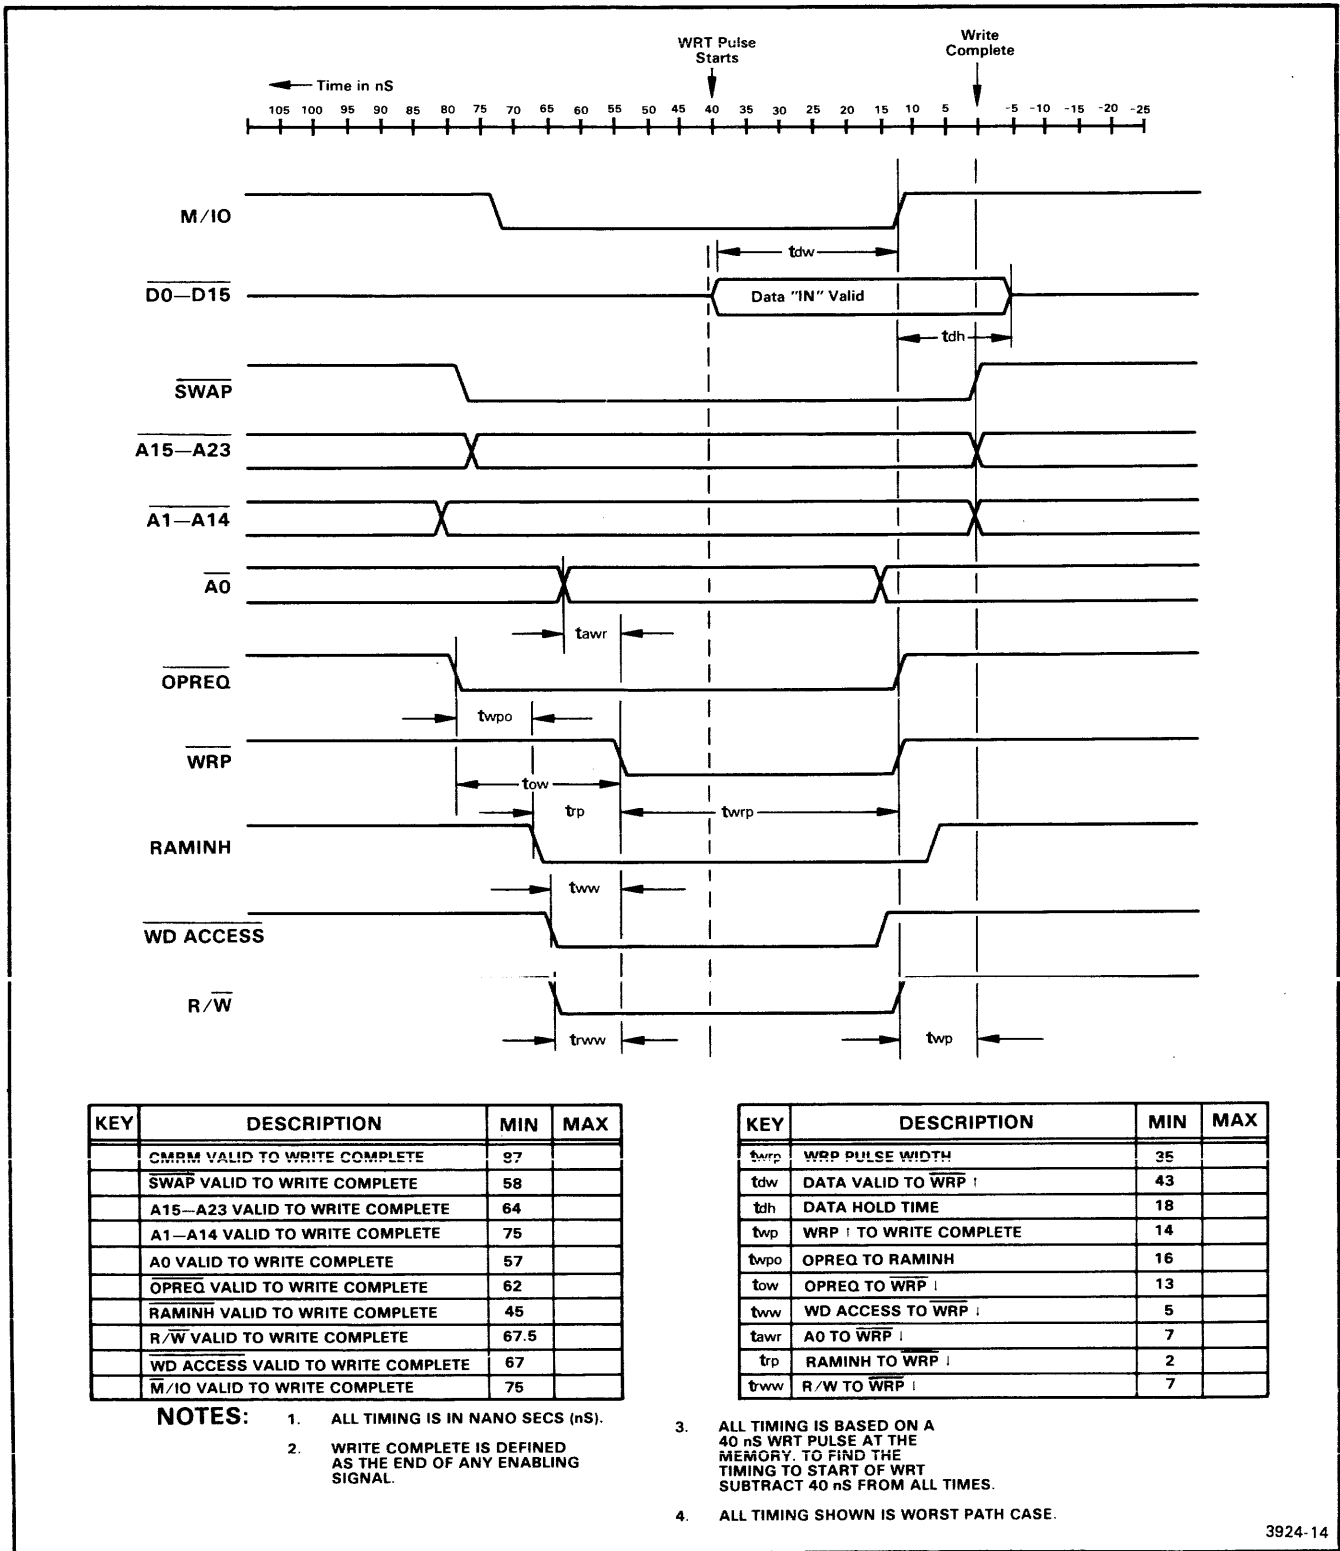 WRT Pulse
Starts
Write
Complete
Time in nS
105 100 95 90 85 80 75 70 65 60 55 50 45 40 35 30 25 20 15 10 5 -5 -10 -15 -20 -25
M/IO
tdw
D0—D15
Data "IN" Valid
tdh
SWAP
A15—A23
A1—A14
A0
tawr
OPREQ
twpo
WRP
tow
trp
twrp
RAMINH
tww
WD ACCESS
R/W
trww
twp
KEY DESCRIPTION MIN MAX
CMRM VALID TO WRITE COMPLETE 87
SWAP VALID TO WRITE COMPLETE 58
A15—A23 VALID TO WRITE COMPLETE 64
A1—A14 VALID TO WRITE COMPLETE 75
A0 VALID TO WRITE COMPLETE 57
OPREQ VALID TO WRITE COMPLETE 62
RAMINH VALID TO WRITE COMPLETE 45
R/W VALID TO WRITE COMPLETE 67.5
WD ACCESS VALID TO WRITE COMPLETE 67
M/IO VALID TO WRITE COMPLETE 75
KEY DESCRIPTION MIN MAX
twrp WRP PULSE WIDTH 35
tdw DATA VALID TO WRP ↑ 43
tdh DATA HOLD TIME 18
twp WRP ↑ TO WRITE COMPLETE 14
twpo OPREQ TO RAMINH 16
tow OPREQ TO WRP ↓ 13
tww WD ACCESS TO WRP ↓ 5
tawr A0 TO WRP ↓ 7
trp RAMINH TO WRP ↓ 2
trww R/W TO WRP ↓ 7
NOTES:
1. ALL TIMING IS IN NANO SECS (nS).
2. WRITE COMPLETE IS DEFINED
AS THE END OF ANY ENABLING
SIGNAL.
3. ALL TIMING IS BASED ON A
40 nS WRT PULSE AT THE
MEMORY. TO FIND THE
TIMING TO START OF WRT
SUBTRACT 40 nS FROM ALL TIMES.
4. ALL TIMING SHOWN IS WORST PATH CASE.
3924-14